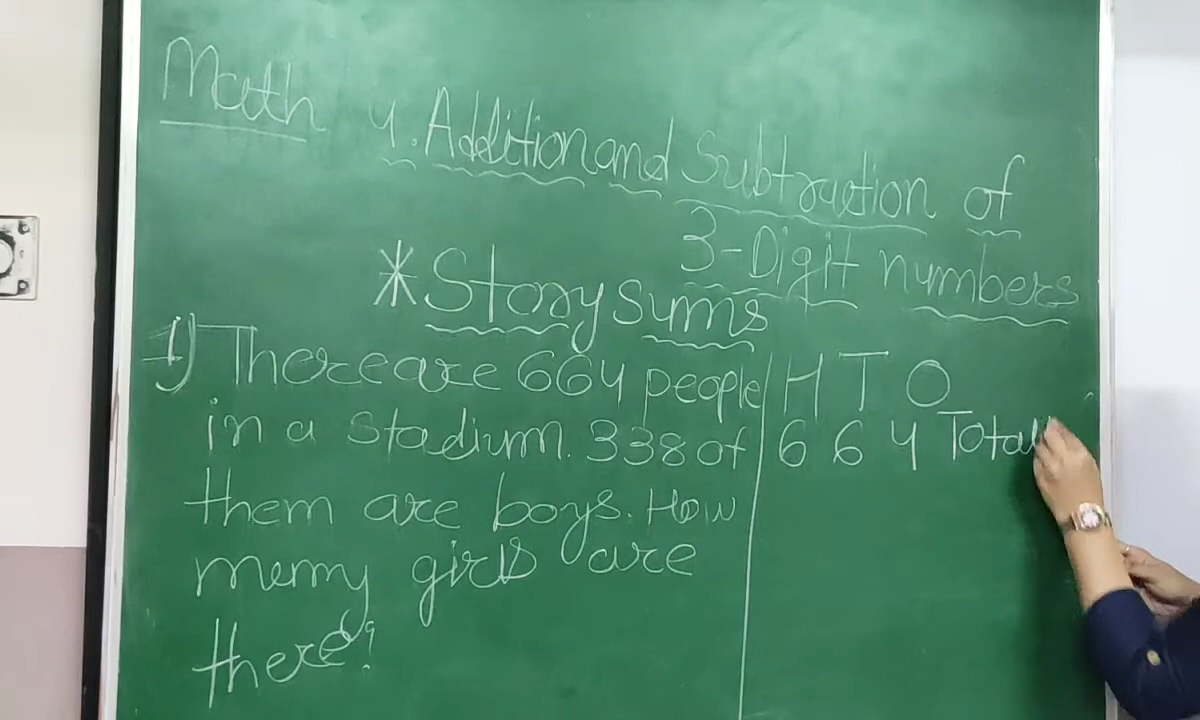 Math 4. Addition and Subtraction of
3-Digit numbers
* Story sums
1) There are 664 people
in a stadium. 338 of
them are boys. How
many girls are
there?
H T O
6 6 4 Total